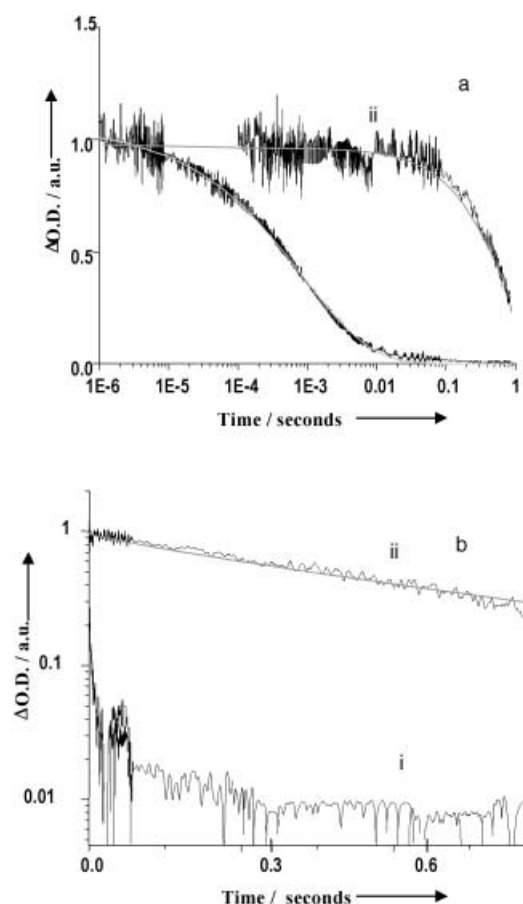 1.5
a
ii
1.0
ΔO.D. / a.u.
0.5
0.0
1E-6 1E-5 1E-4 1E-3 0.01 0.1 1
Time / seconds
1
ii b
ΔO.D. / a.u.
0.1
i
0.01
0.0 0.3 0.6
Time / seconds